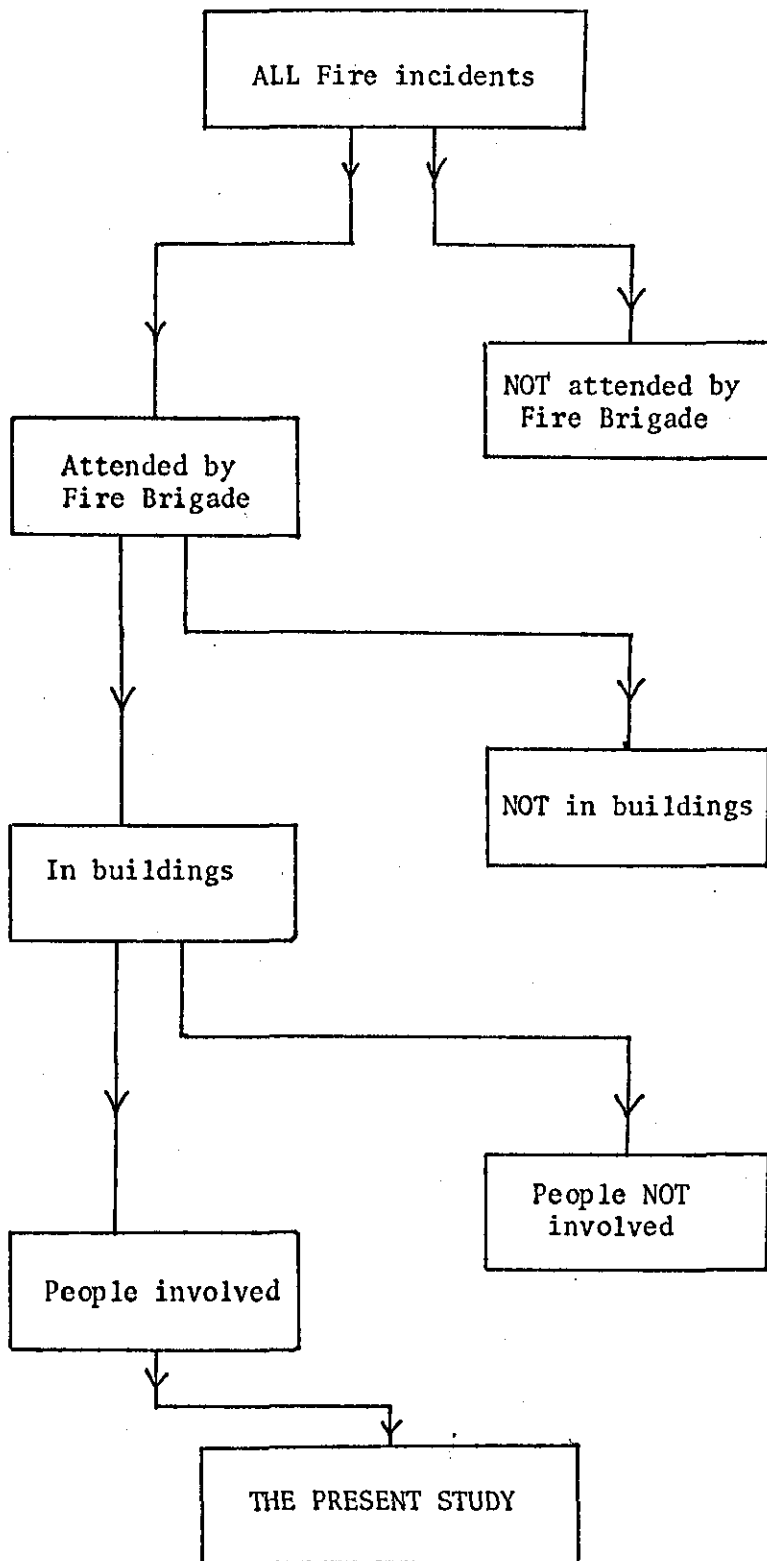 ALL Fire incidents
NOT attended by
Fire Brigade
Attended by
Fire Brigade
NOT in buildings
In buildings
People NOT
involved
People involved
THE PRESENT STUDY